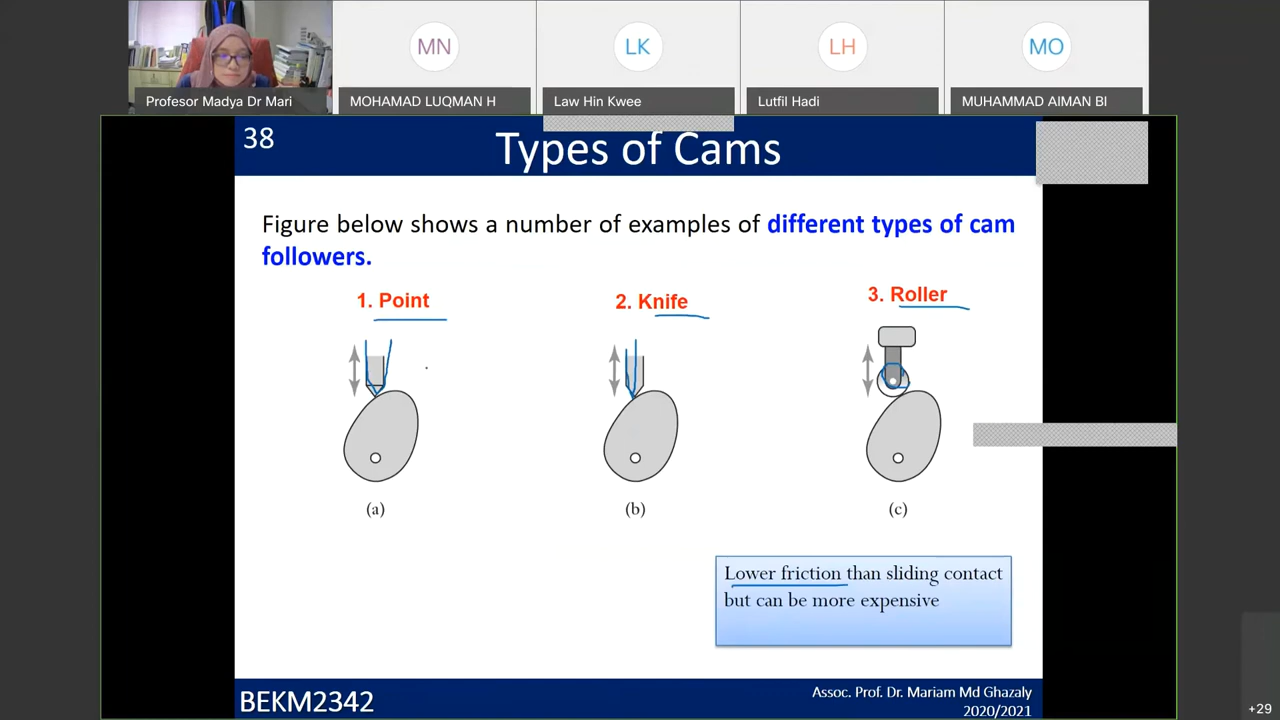 MN
LK
LH
MO
Profesor Madya Dr Mari
MOHAMAD LUQMAN H
Law Hin Kwee
Lutfil Hadi
MUHAMMAD AIMAN BI
38
Types of Cams
Figure below shows a number of examples of different types of cam
followers.
1. Point
2. Knife
3. Roller
(a)
(b)
(c)
Lower friction than sliding contact
but can be more expensive
BEKM2342
Assoc. Prof. Dr. Mariam Md Ghazaly
2020/2021
+29